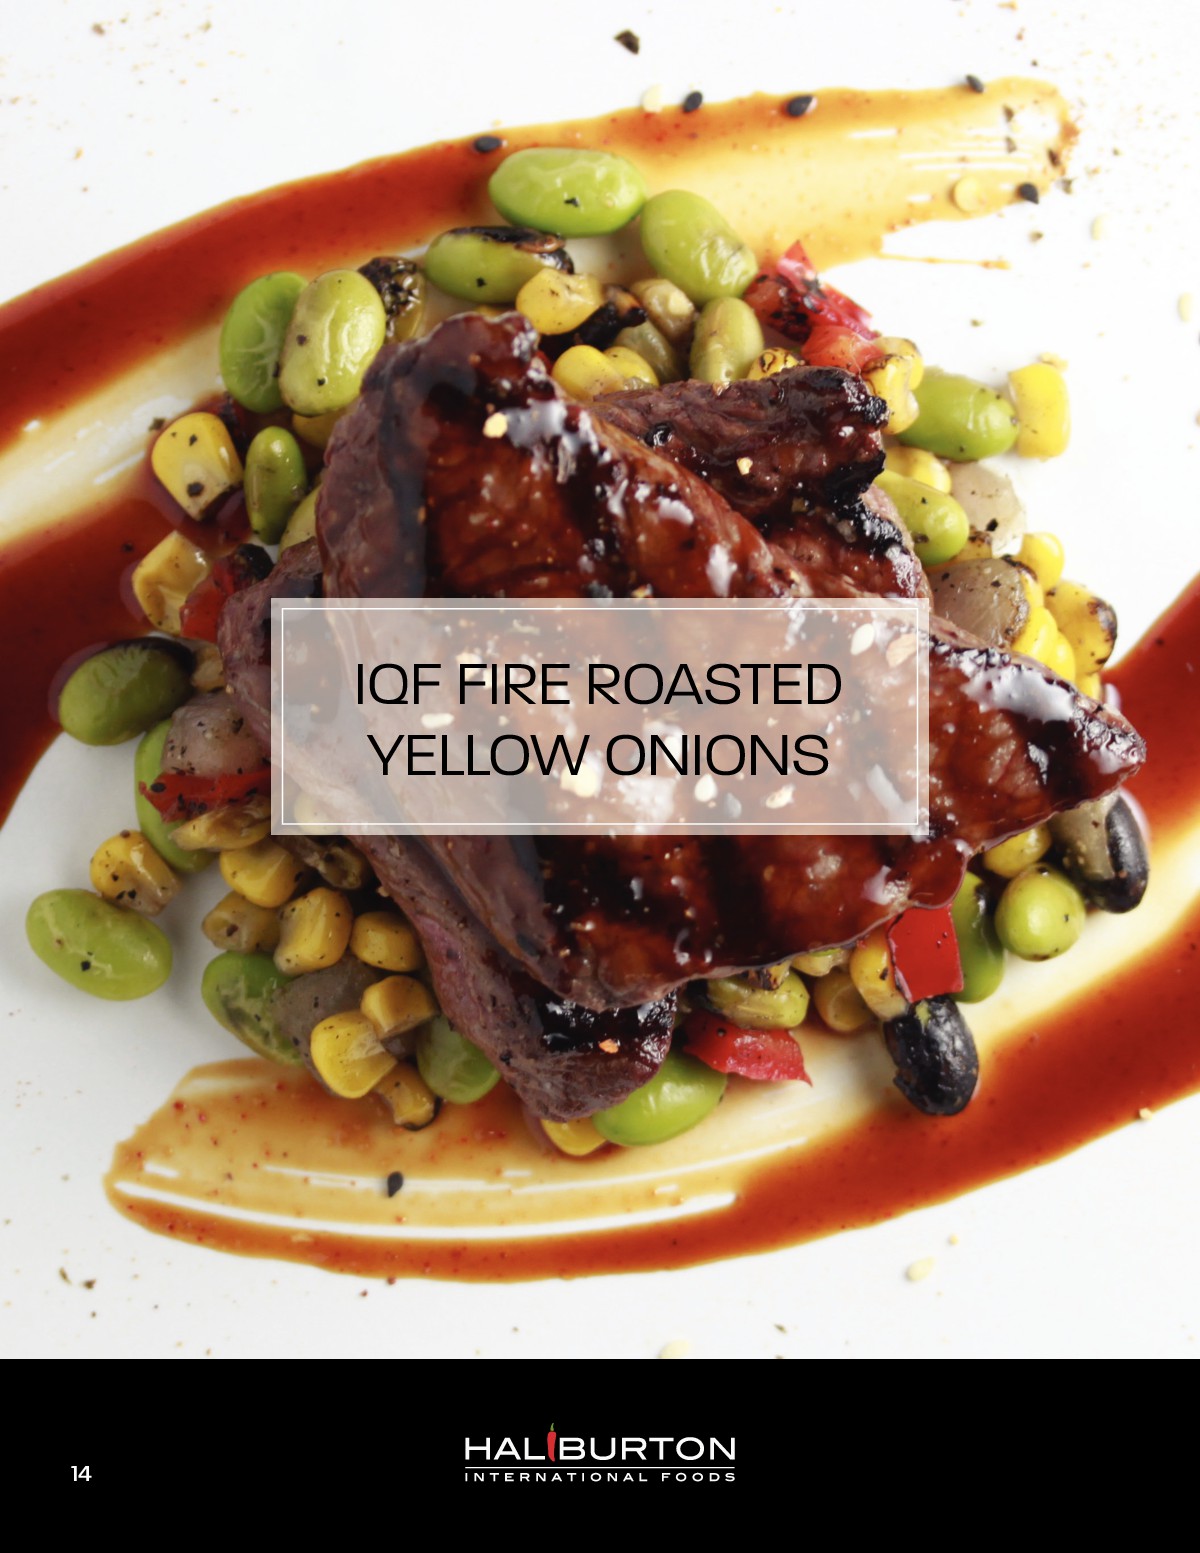 IQF FIRE ROASTED
YELLOW ONIONS
14
HALIBURTON
INTERNATIONAL FOODS